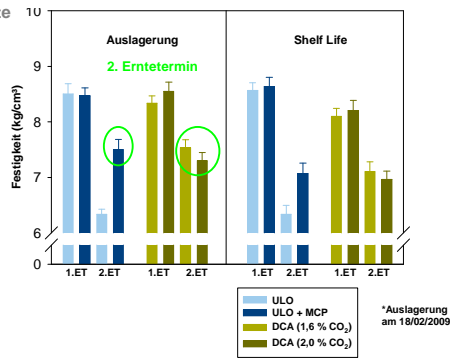 te
10
Auslagerung
Shelf Life
2. Erntetermin
9
8
7
6
0
Festigkeit (kg/cm²)
1.ET 2.ET 1.ET 2.ET 1.ET 2.ET 1.ET 2.ET
ULO
ULO + MCP
DCA (1,6 % CO₂)
DCA (2,0 % CO₂)
*Auslagerung
am 18/02/2009